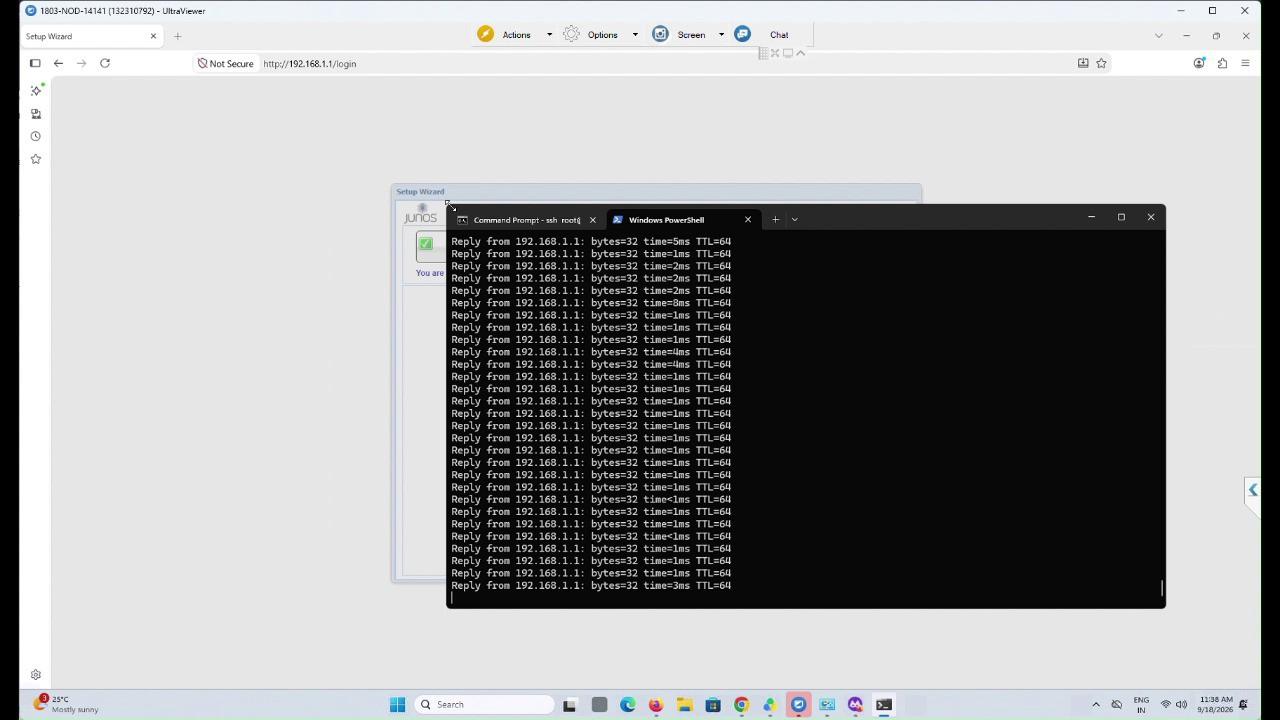 1803-NOD-14141 (132310792) - UltraViewer
Setup Wizard
Actions
Options
Screen
Chat
Not Secure http://192.168.1.1/login
Setup Wizard
JUNOS
You are
Command Prompt - ssh root@
Windows PowerShell
Reply from 192.168.1.1: bytes=32 time=5ms TTL=64
Reply from 192.168.1.1: bytes=32 time=1ms TTL=64
Reply from 192.168.1.1: bytes=32 time=2ms TTL=64
Reply from 192.168.1.1: bytes=32 time=2ms TTL=64
Reply from 192.168.1.1: bytes=32 time=2ms TTL=64
Reply from 192.168.1.1: bytes=32 time=8ms TTL=64
Reply from 192.168.1.1: bytes=32 time=1ms TTL=64
Reply from 192.168.1.1: bytes=32 time=1ms TTL=64
Reply from 192.168.1.1: bytes=32 time=1ms TTL=64
Reply from 192.168.1.1: bytes=32 time=4ms TTL=64
Reply from 192.168.1.1: bytes=32 time=4ms TTL=64
Reply from 192.168.1.1: bytes=32 time=1ms TTL=64
Reply from 192.168.1.1: bytes=32 time=1ms TTL=64
Reply from 192.168.1.1: bytes=32 time=1ms TTL=64
Reply from 192.168.1.1: bytes=32 time=1ms TTL=64
Reply from 192.168.1.1: bytes=32 time=1ms TTL=64
Reply from 192.168.1.1: bytes=32 time=1ms TTL=64
Reply from 192.168.1.1: bytes=32 time=1ms TTL=64
Reply from 192.168.1.1: bytes=32 time=1ms TTL=64
Reply from 192.168.1.1: bytes=32 time=1ms TTL=64
Reply from 192.168.1.1: bytes=32 time=1ms TTL=64
Reply from 192.168.1.1: bytes=32 time<1ms TTL=64
Reply from 192.168.1.1: bytes=32 time=1ms TTL=64
Reply from 192.168.1.1: bytes=32 time=1ms TTL=64
Reply from 192.168.1.1: bytes=32 time<1ms TTL=64
Reply from 192.168.1.1: bytes=32 time=1ms TTL=64
Reply from 192.168.1.1: bytes=32 time=1ms TTL=64
Reply from 192.168.1.1: bytes=32 time=1ms TTL=64
Reply from 192.168.1.1: bytes=32 time=3ms TTL=64
3
25°C
Mostly sunny
Search
ENG
IN
11:38 AM
9/18/2026